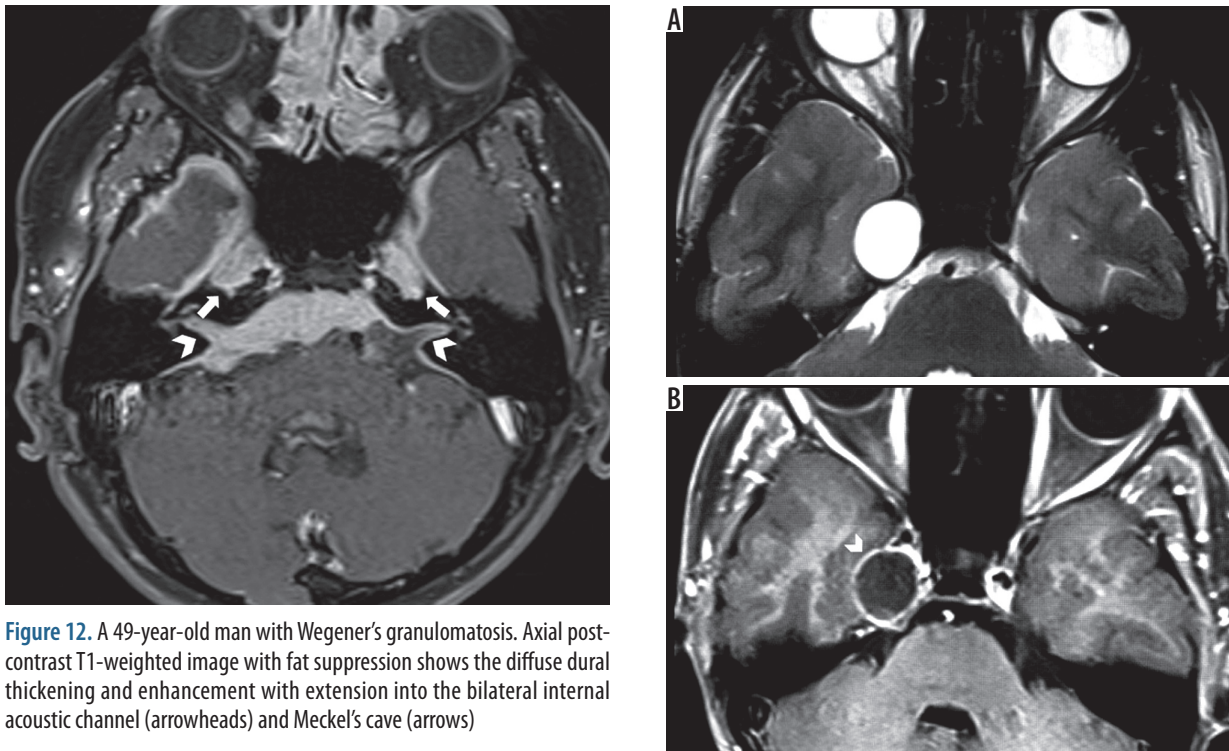 Figure 12. A 49-year-old man with Wegener's granulomatosis. Axial post-
contrast T1-weighted image with fat suppression shows the diffuse dural
thickening and enhancement with extension into the bilateral internal
acoustic channel (arrowheads) and Meckel's cave (arrows)
A
B